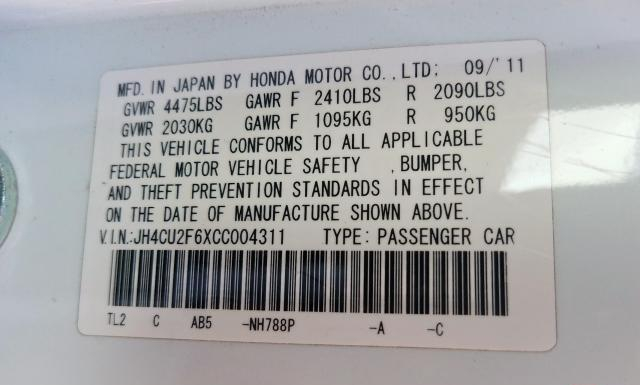 MFD. IN JAPAN BY HONDA MOTOR CO.,LTD; 09/'11
GVWR 4475LBS GAWR F 2410LBS R 2090LBS
GVWR 2030KG GAWR F 1095KG R 950KG
THIS VEHICLE CONFORMS TO ALL APPLICABLE
FEDERAL MOTOR VEHICLE SAFETY ,BUMPER,
AND THEFT PREVENTION STANDARDS IN EFFECT
ON THE DATE OF MANUFACTURE SHOWN ABOVE.
V.I.N.:JH4CU2F6XCC004311 TYPE: PASSENGER CAR
TL2 C AB5 -NH788P -A -C